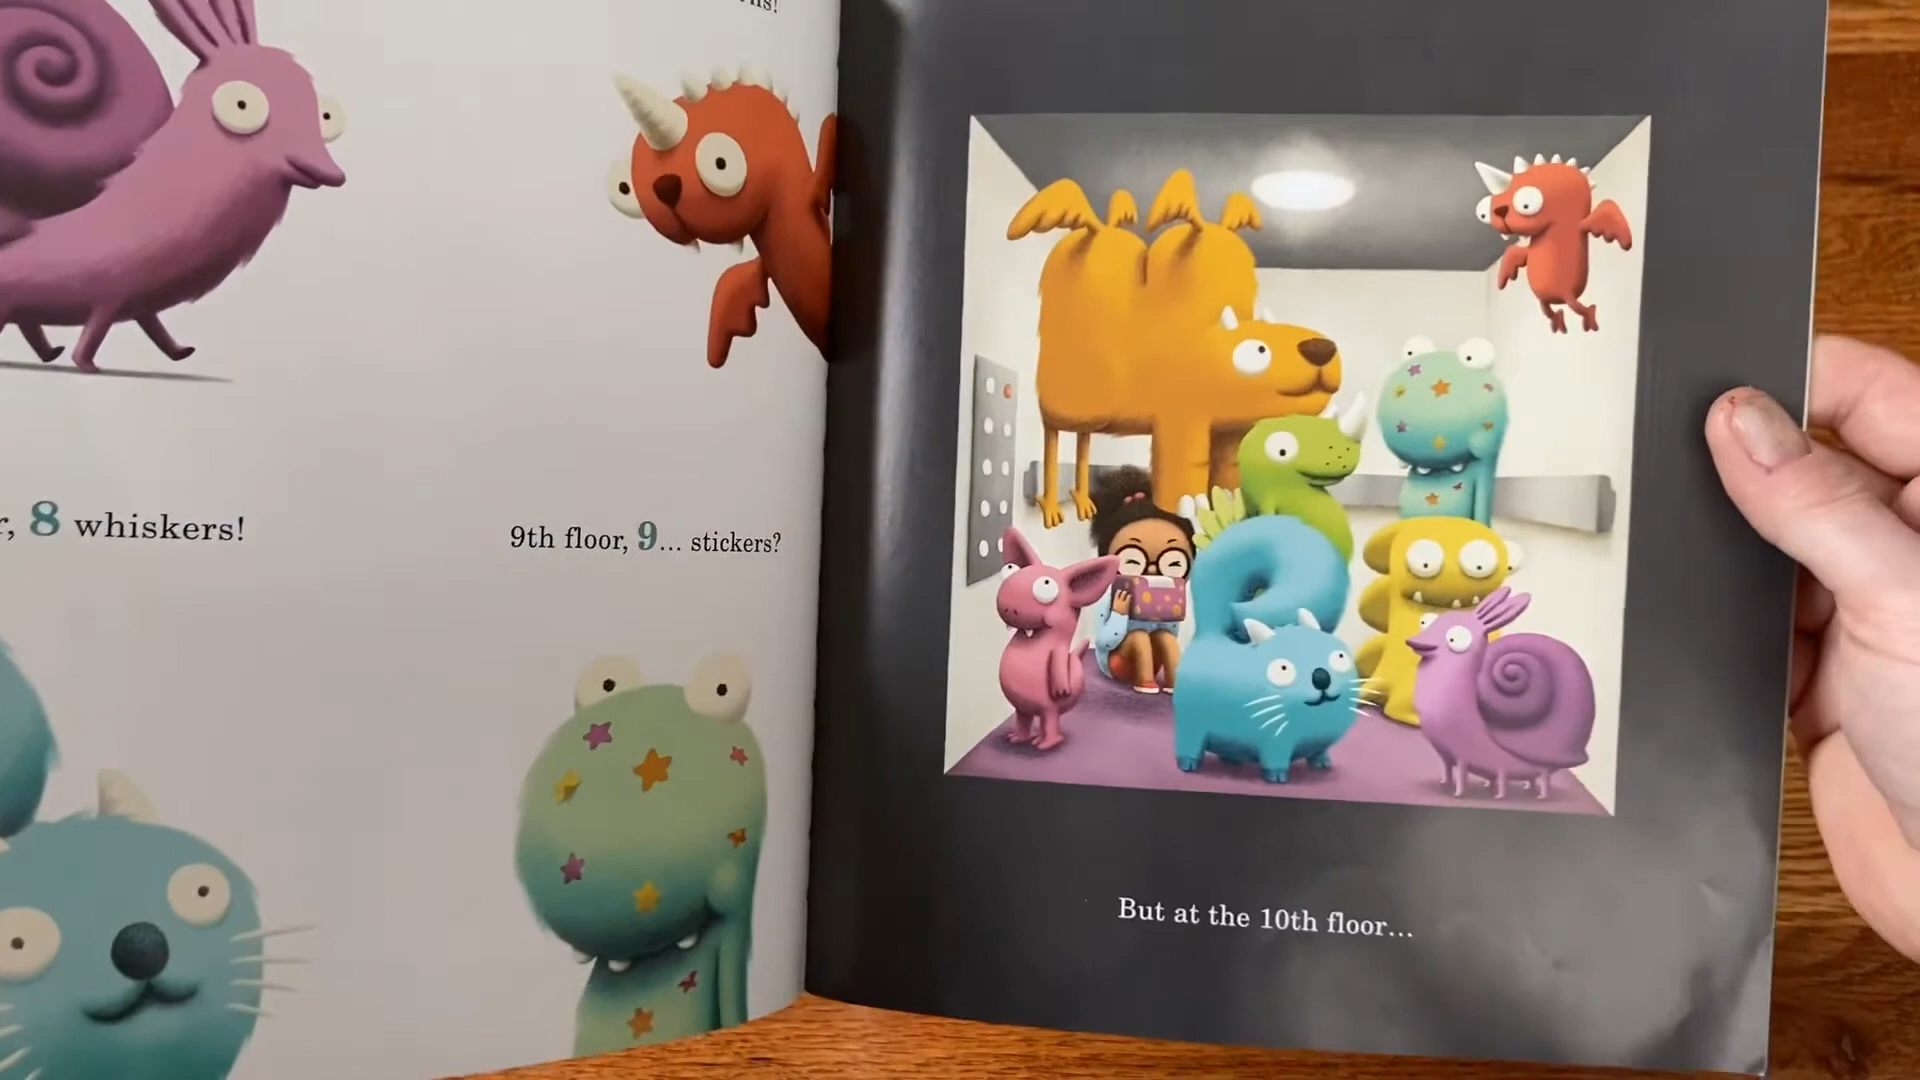 8 whiskers!
9th floor, 9... stickers?
But at the 10th floor...